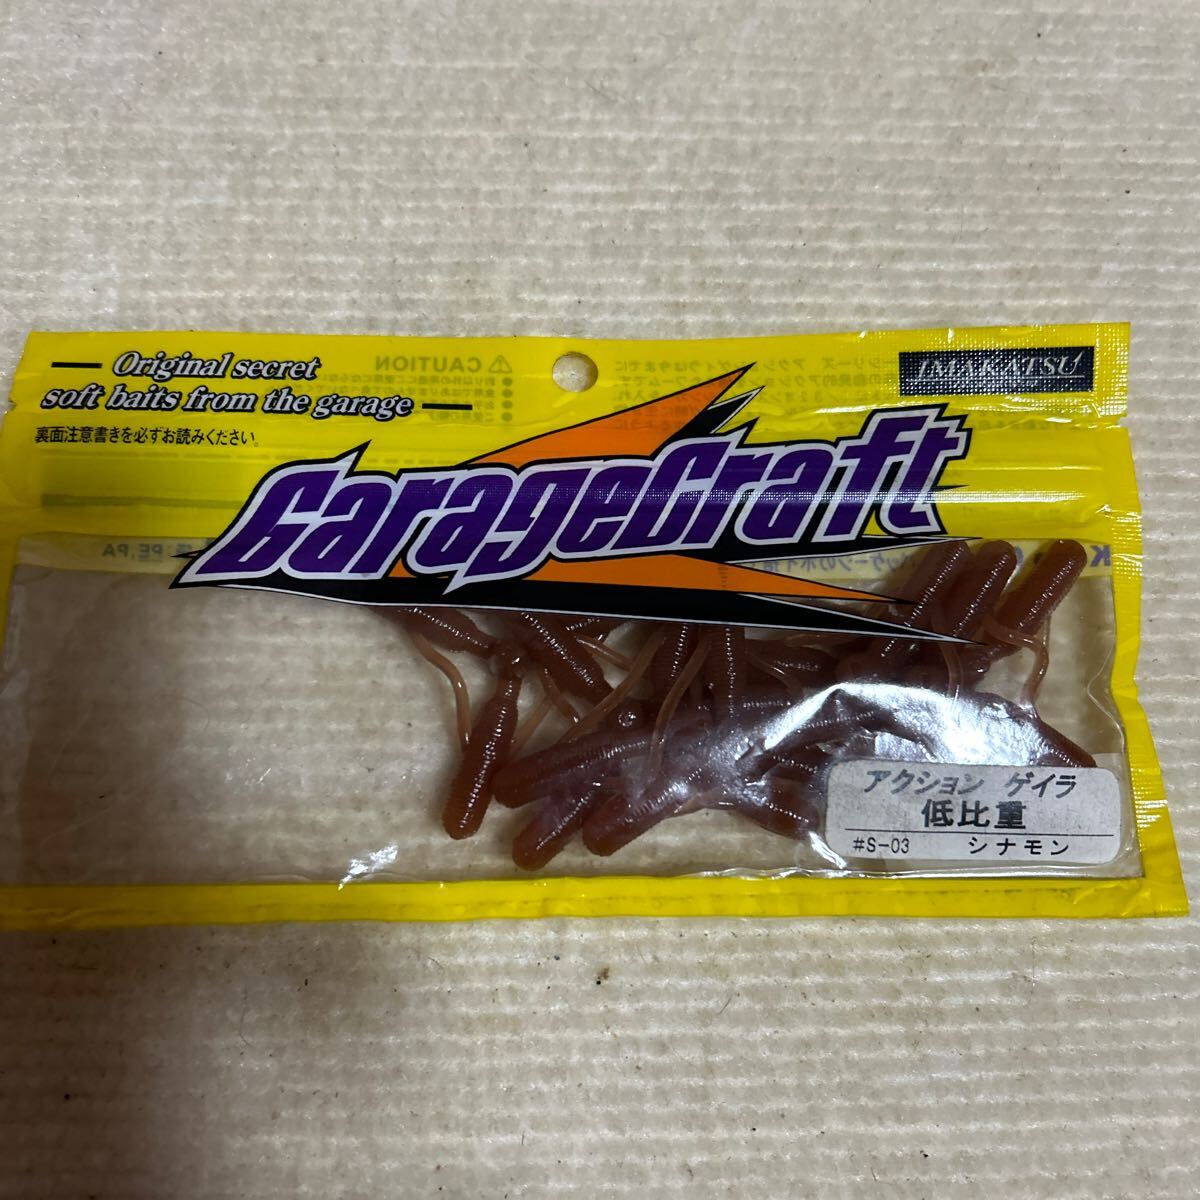 Original secret
soft baits from the garage
裏面注意書きを必ずお読みください。
CAUTION
IMAKATSU
GarageCraft
PE,PA
アクション ゲイラ
低比重
#S-03 シナモン